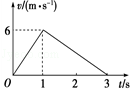 v/(m·s⁻¹)
6
O 1 2 3 t/s